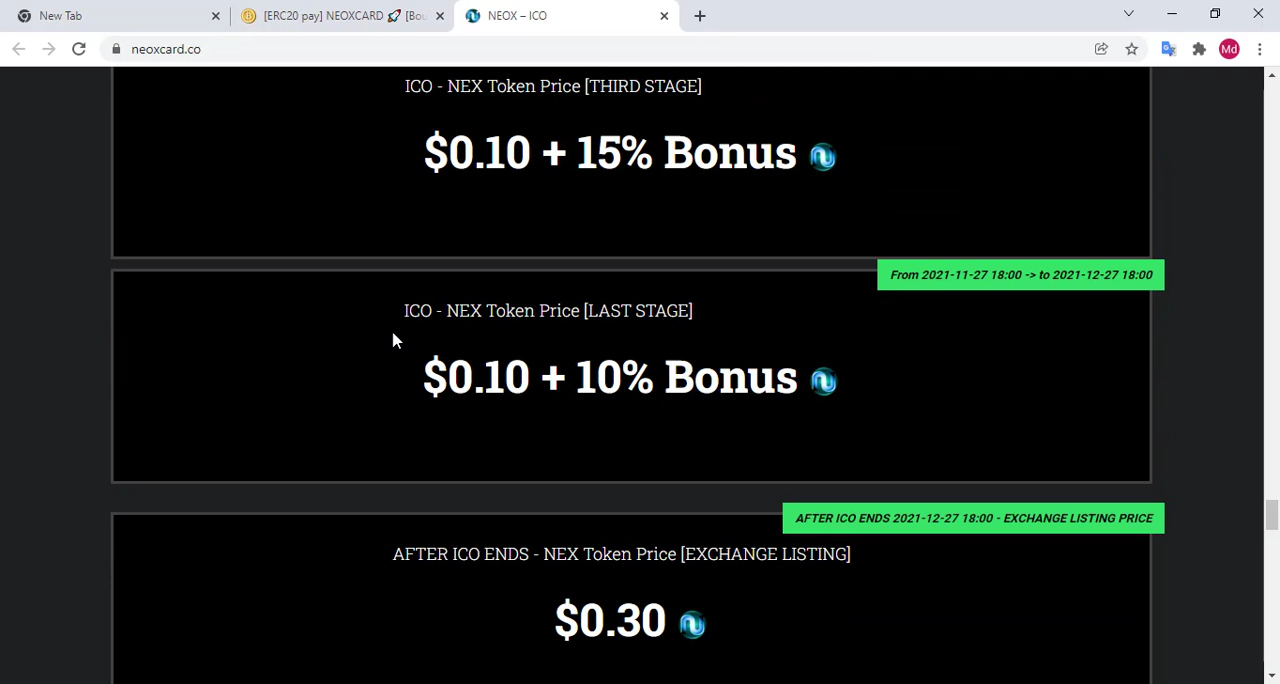 New Tab
[ERC20 pay] NEOXCARD 🚀 [Bou
NEOX – ICO
neoxcard.co
Md
ICO - NEX Token Price [THIRD STAGE]
$0.10 + 15% Bonus
From 2021-11-27 18:00 -> to 2021-12-27 18:00
ICO - NEX Token Price [LAST STAGE]
$0.10 + 10% Bonus
AFTER ICO ENDS 2021-12-27 18:00 - EXCHANGE LISTING PRICE
AFTER ICO ENDS - NEX Token Price [EXCHANGE LISTING]
$0.30